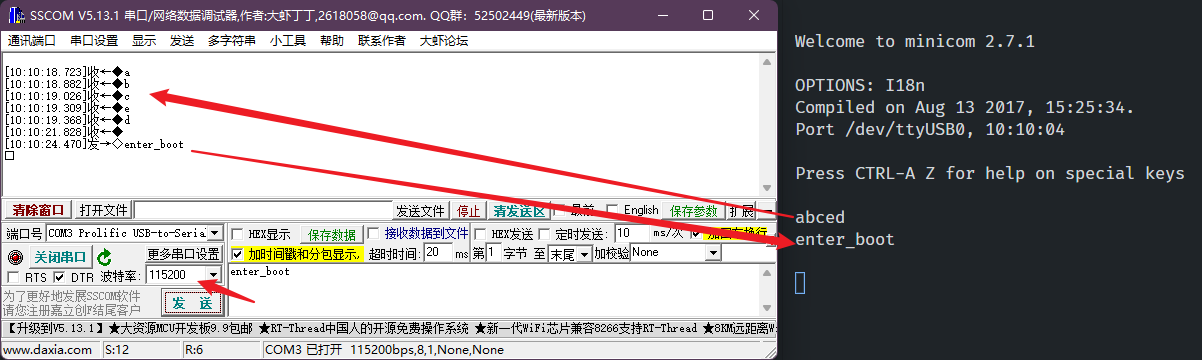 SSCOM V5.13.1 串口/网络数据调试器,作者:大虾丁丁,2618058@qq.com. QQ群: 52502449(最新版本)
通讯端口 串口设置 显示 发送 多字符串 小工具 帮助 联系作者 大虾论坛
[10:10:18.723]收←◆a
[10:10:18.882]收←◆b
[10:10:19.026]收←◆c
[10:10:19.309]收←◆e
[10:10:19.368]收←◆d
[10:10:21.828]收←◆
[10:10:24.470]发→◇enter_boot
□
清除窗口 打开文件 发送文件 停止 清发送区 最前 English 保存参数 扩展 —
端口号 COM3 Prolific USB-to-Seria HEX显示 保存数据 接收数据到文件 HEX发送 定时发送: 10 ms/次 加回车换行
关闭串口 更多串口设置 加时间戳和分包显示, 超时时间: 20 ms 第1 字节 至 末尾 加校验 None
RTS DTR 波特率: 115200
enter_boot
为了更好地发展SSCOM软件
请您注册嘉立创F结尾客户
发 送
【升级到V5.13.1】★大资源MCU开发板9.9包邮 ★RT-Thread中国人的开源免费操作系统 ★新一代WiFi芯片兼容8266支持RT-Thread ★8KM远距离W
www.daxia.com S:12 R:6 COM3 已打开 115200bps,8,1,None,None
Welcome to minicom 2.7.1
OPTIONS: I18n
Compiled on Aug 13 2017, 15:25:34.
Port /dev/ttyUSB0, 10:10:04
Press CTRL-A Z for help on special keys
abced
enter_boot